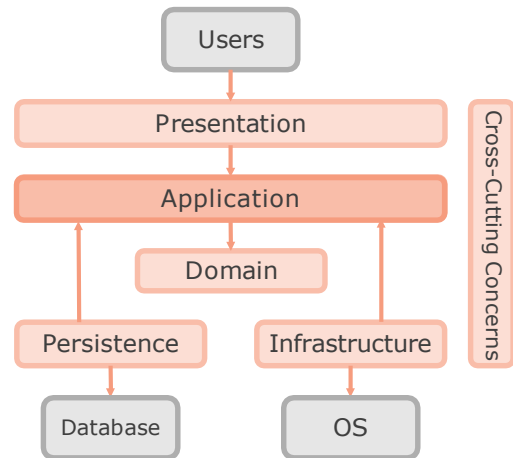 Users
Presentation
Application
Domain
Persistence
Infrastructure
Database
OS
Cross-Cutting Concerns